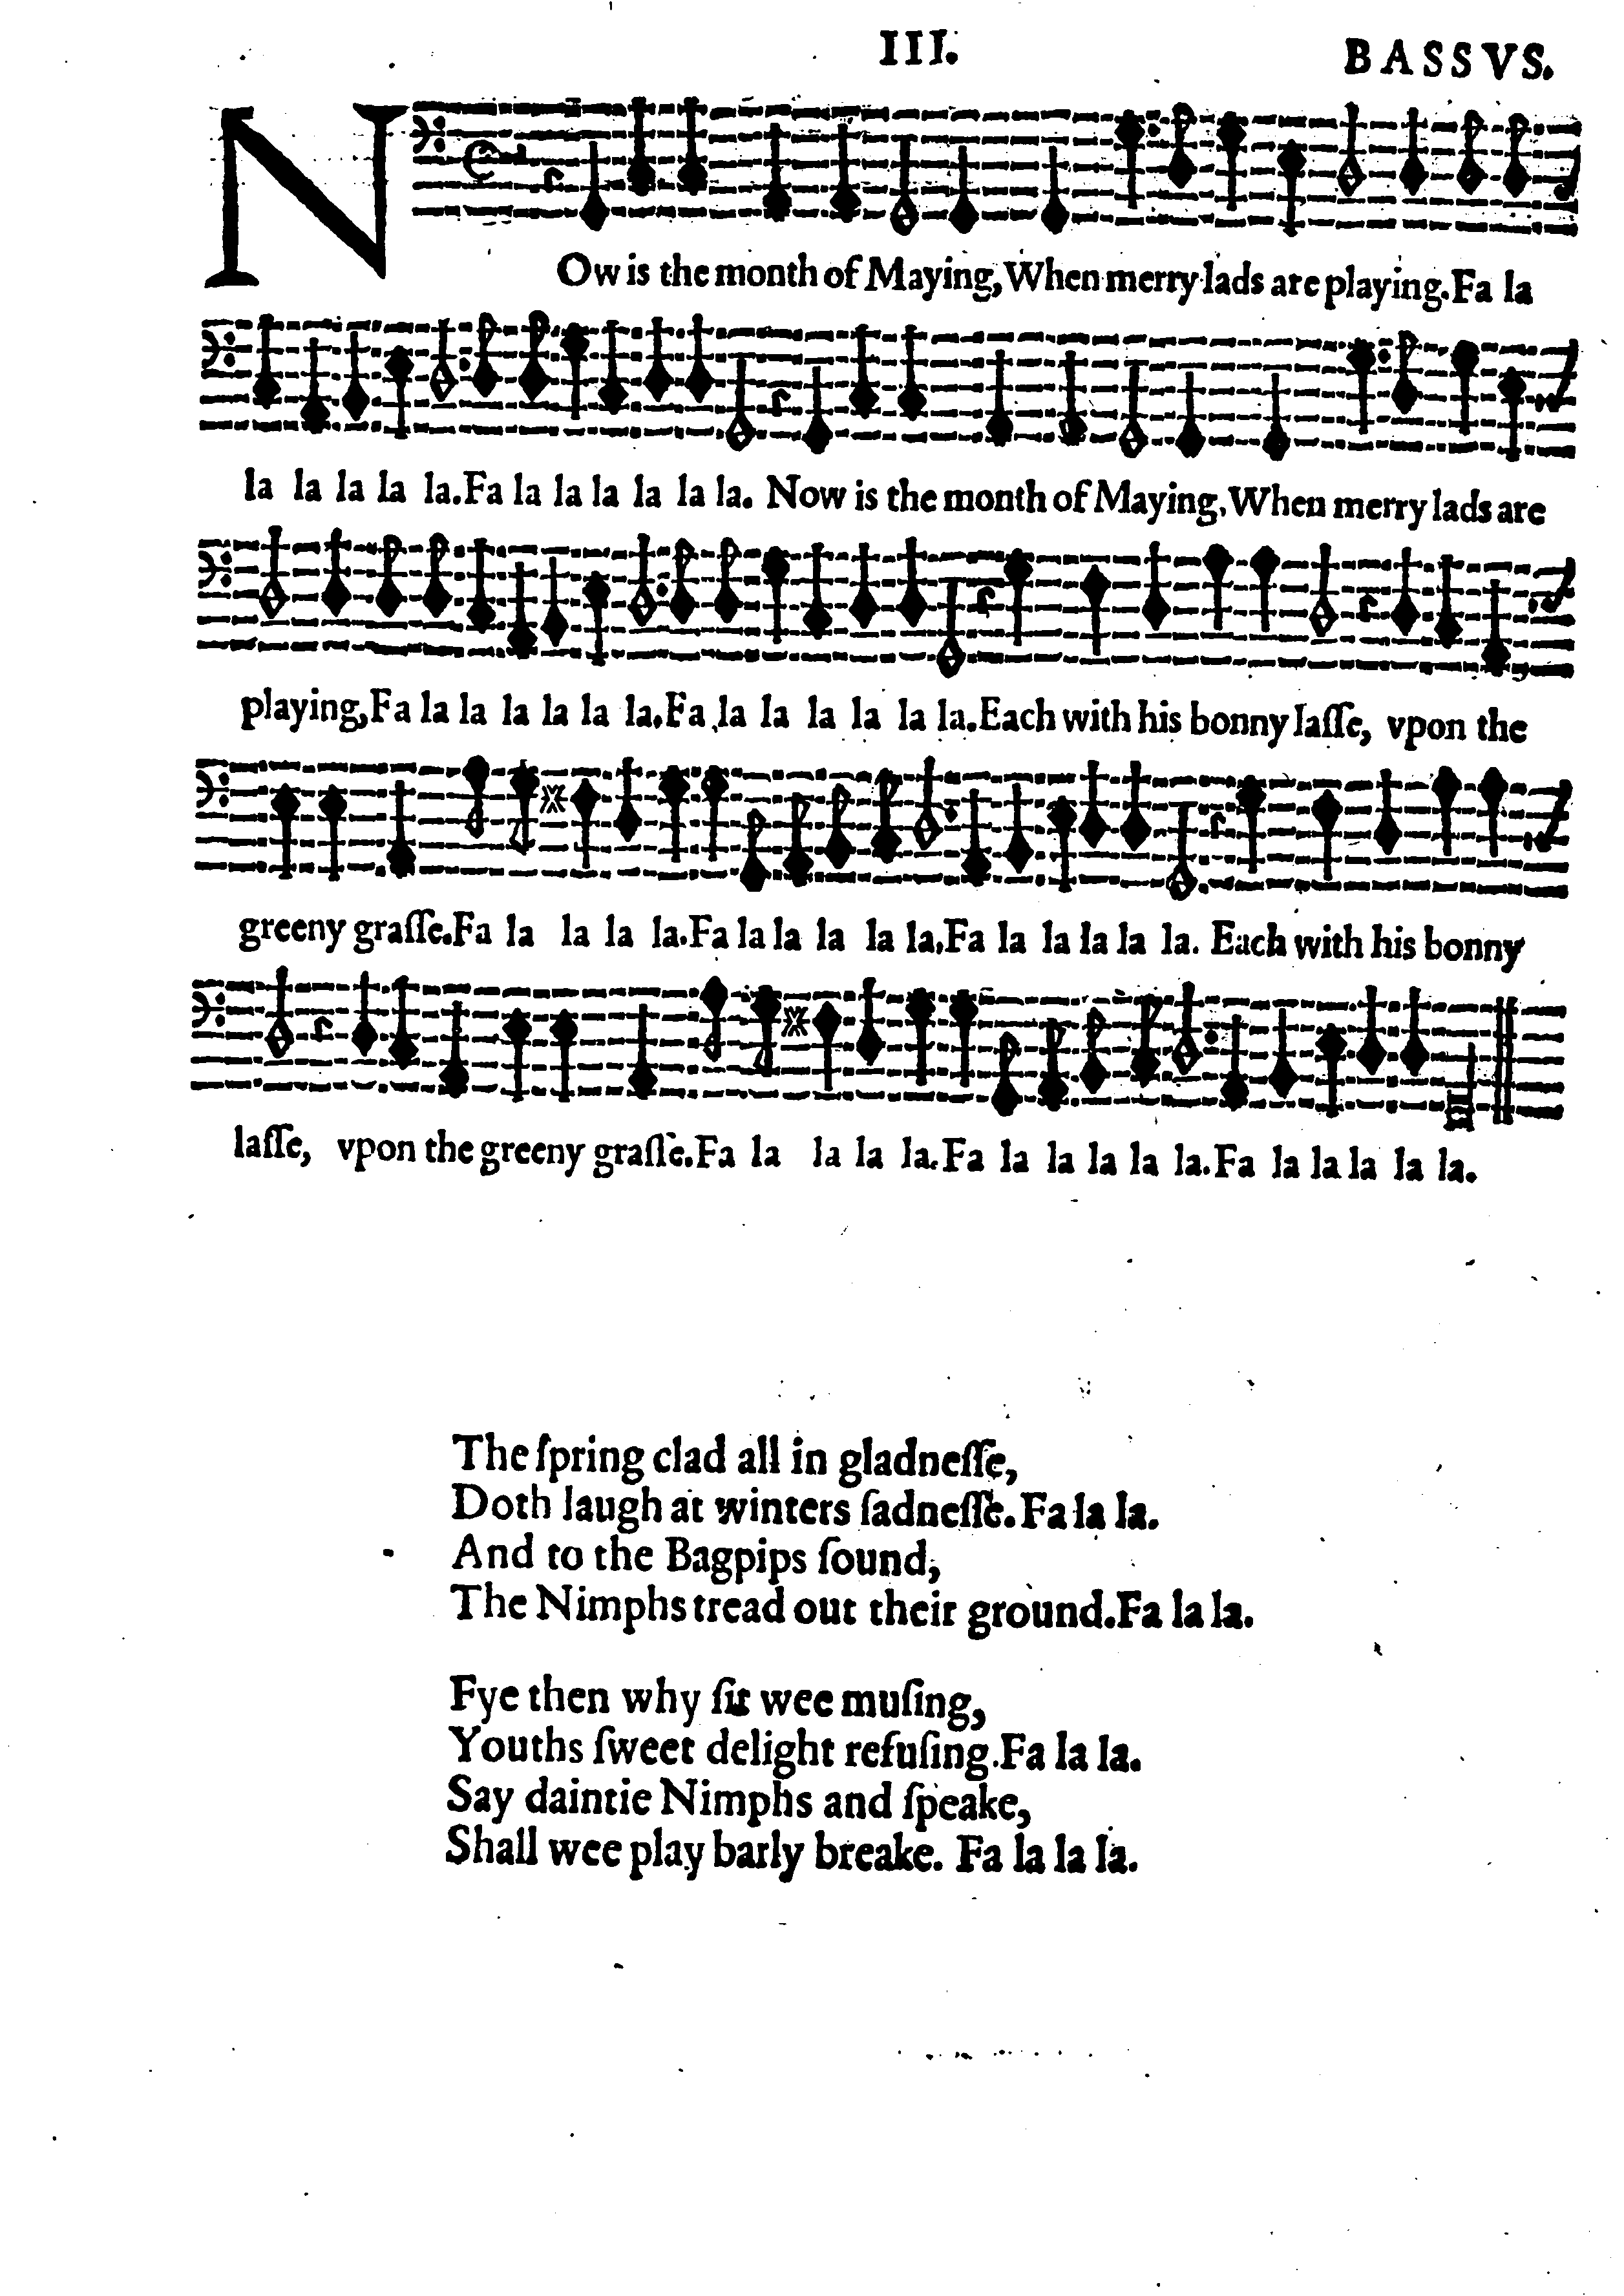 III.
BASSVS.
NOw is the month of Maying, When merry lads are playing. Fa la
la la la la la. Fa la la la la la la. Now is the month of Maying, When merry lads are
playing, Fa la la la la la la. Fa la la la la la la. Each with his bonny laſſe, vpon the
greeny graſſe. Fa la la la la. Fa la la la la la. Fa la la la la la. Each with his bonny
laſſe, vpon the greeny graſſe. Fa la la la la. Fa la la la la la. Fa la la la la la.
The ſpring clad all in gladneſſe,
Doth laugh at winters ſadneſſe. Fa la la.
And to the Bagpips ſound,
The Nimphs tread out their ground. Fa la la.
Fye then why ſit wee muſing,
Youths ſweet delight refuſing. Fa la la.
Say daintie Nimphs and ſpeake,
Shall wee play barly breake. Fa la la la.